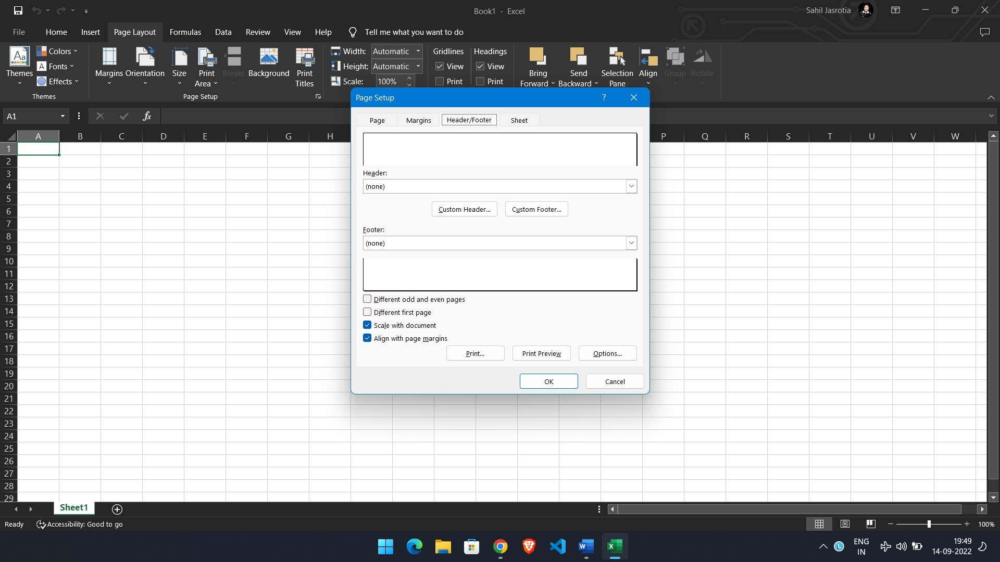 Book1 - Excel
Sahil Jasrotia
File Home Insert Page Layout Formulas Data Review View Help Tell me what you want to do
Themes
Colors
Fonts
Effects
Themes
Margins
Orientation
Size
Print
Area
Breaks
Background
Print
Titles
Page Setup
Width: Automatic
Height: Automatic
Scale: 100%
Gridlines
View
Print
Headings
View
Print
Bring
Forward
Send
Backward
Selection
Pane
Align
Group
Rotate
A1
fx
A B C D E F G H P Q R S T U V W
1
2
3
4
5
6
7
8
9
10
11
12
13
14
15
16
17
18
19
20
21
22
23
24
25
26
27
28
29
Page Setup ?
Page Margins Header/Footer Sheet
Header:
(none)
Custom Header... Custom Footer...
Footer:
(none)
Different odd and even pages
Different first page
Scale with document
Align with page margins
Print... Print Preview Options...
OK Cancel
Sheet1
Ready Accessibility: Good to go 100%
ENG
IN
19:49
14-09-2022